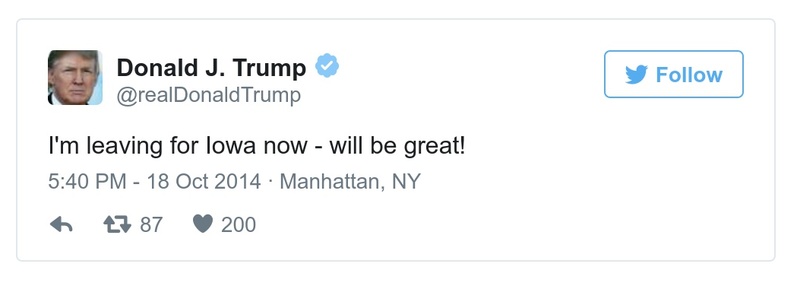 Donald J. Trump
@realDonaldTrump
Follow
I'm leaving for Iowa now - will be great!
5:40 PM - 18 Oct 2014 · Manhattan, NY
87 200